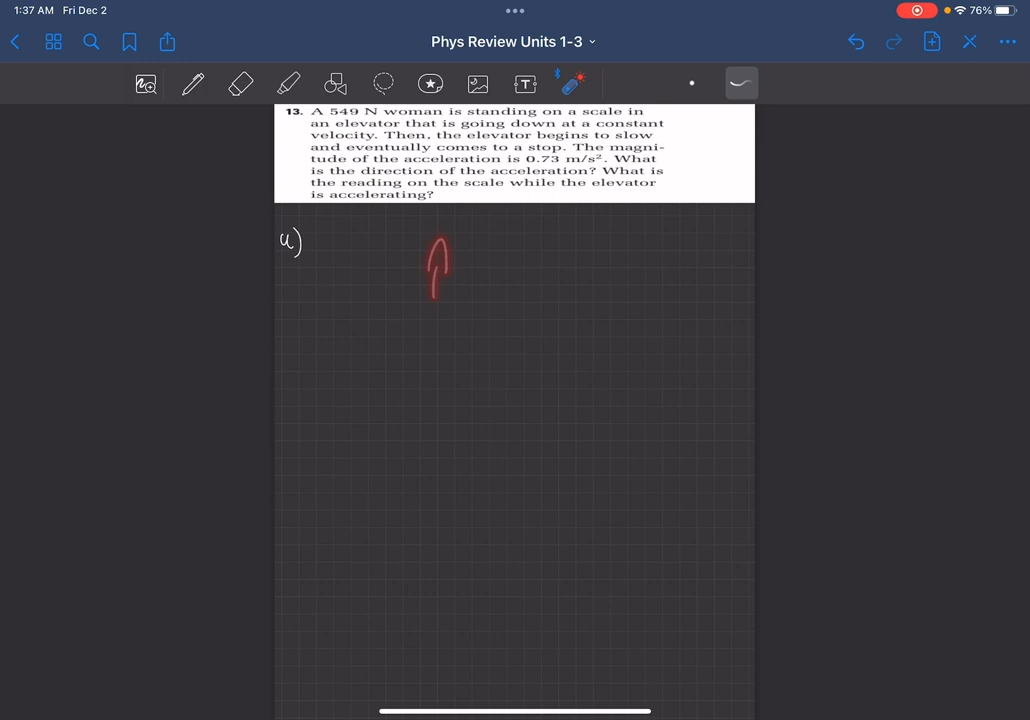 1:37 AM Fri Dec 2
76%
Phys Review Units 1-3
13. A 549 N woman is standing on a scale in
an elevator that is going down at a constant
velocity. Then, the elevator begins to slow
and eventually comes to a stop. The magni-
tude of the acceleration is 0.73 m/s². What
is the direction of the acceleration? What is
the reading on the scale while the elevator
is accelerating?
a)